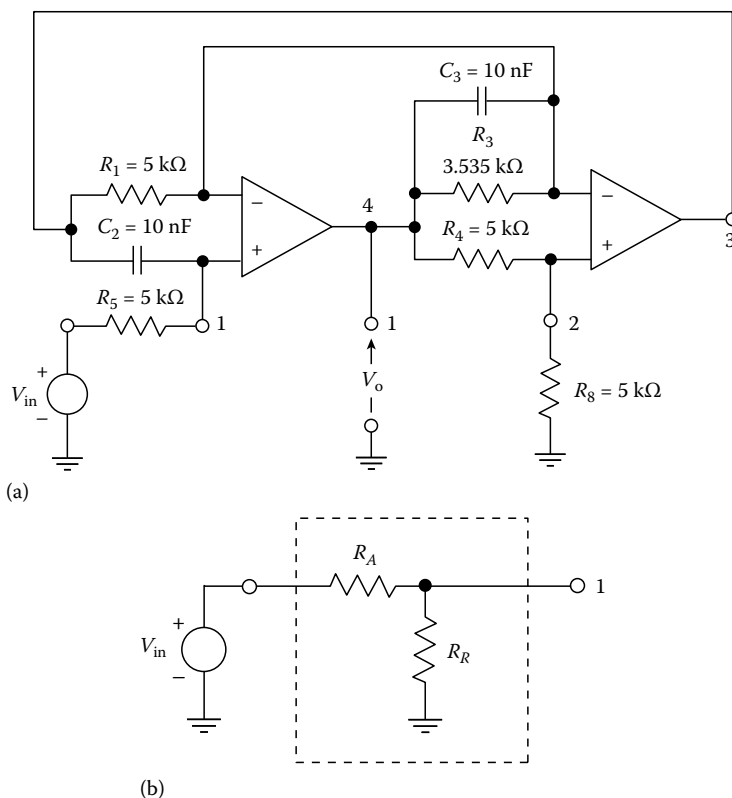 C3 = 10 nF
R3
3.535 kΩ
R1 = 5 kΩ
−
C2 = 10 nF
+
4
R4 = 5 kΩ
−
+
3
R5 = 5 kΩ
1
1
2
+
Vin
−
Vo
R8 = 5 kΩ
(a)
RA
1
+
Vin
−
RR
(b)